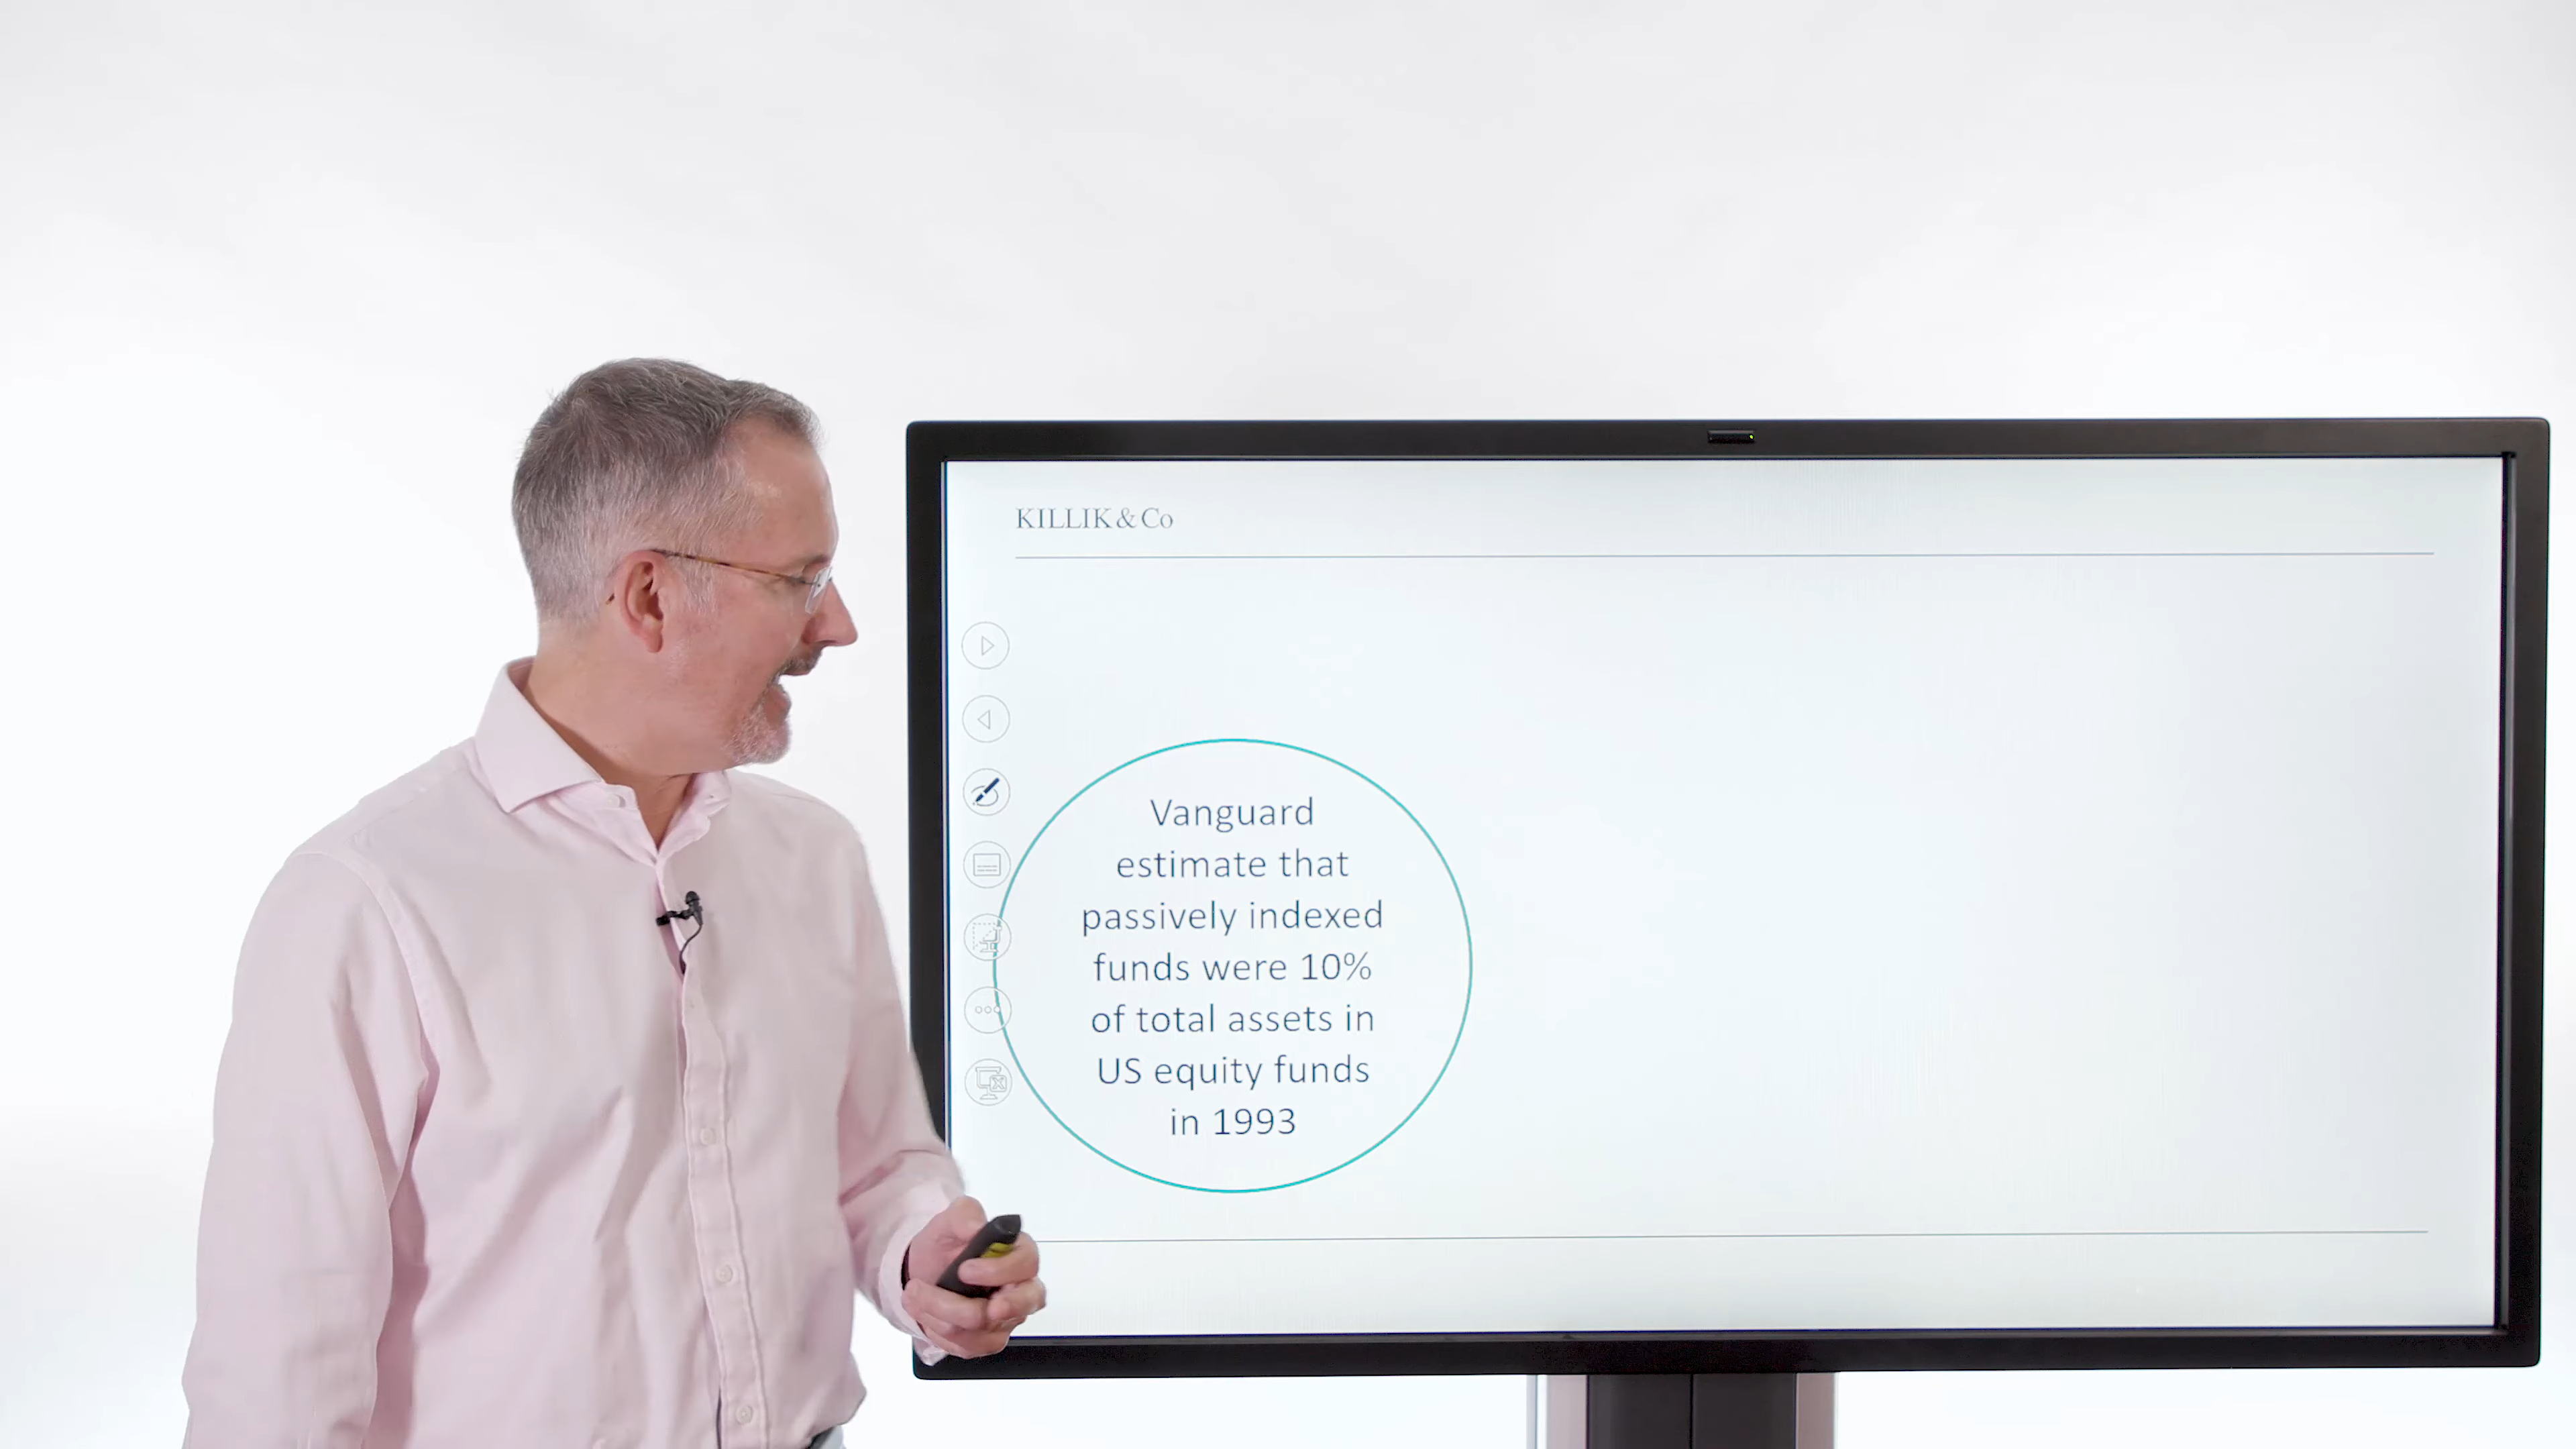 KILLIK & Co
Vanguard
estimate that
passively indexed
funds were 10%
of total assets in
US equity funds
in 1993